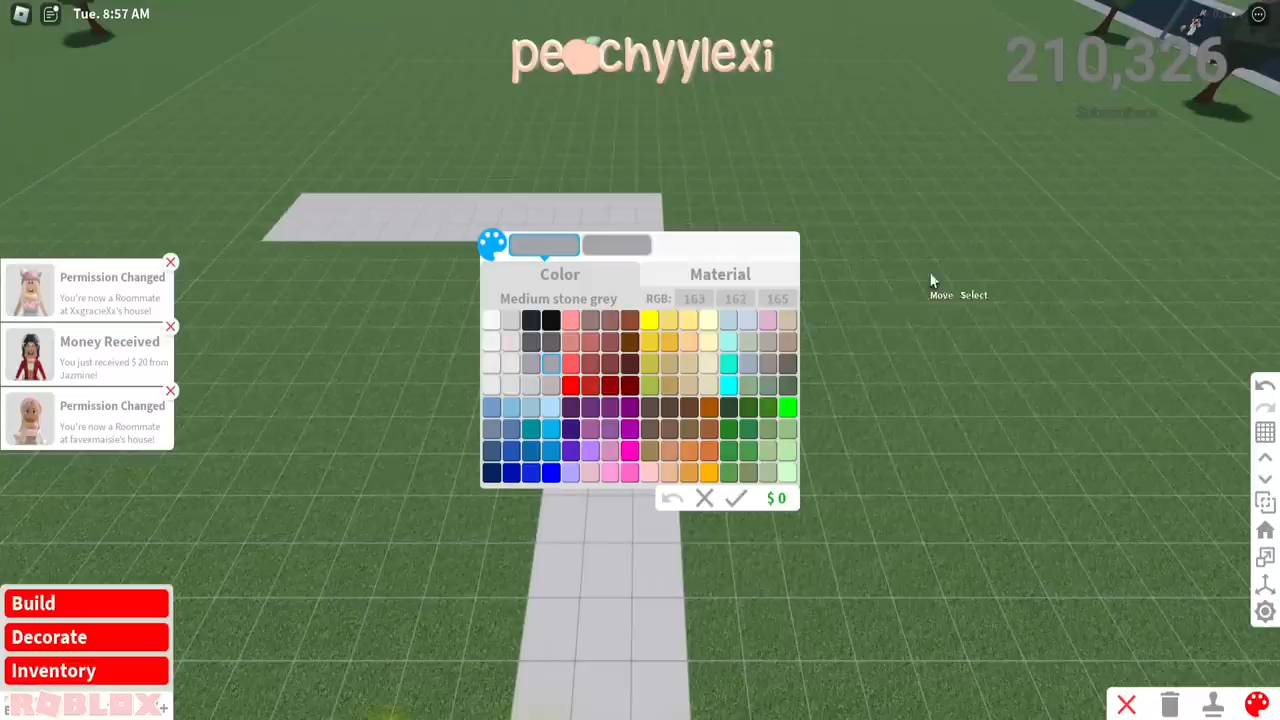 Tue. 8:57 AM
peachyylexi
210,326
Subscribers
Permission Changed
You're now a Roommate
at XxgracieXx's house!
Money Received
You just received $ 20 from
Jazmine!
Permission Changed
You're now a Roommate
at favexmaisie's house!
Color
Material
Medium stone grey
RGB: 163 162 165
$ 0
Move Select
Build
Decorate
Inventory
ROBLOX